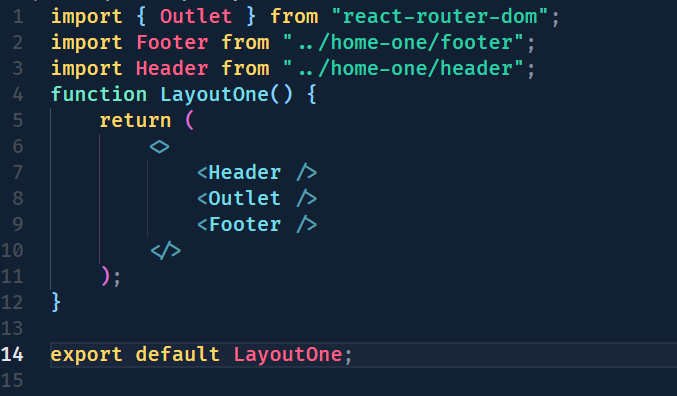 1 import { Outlet } from "react-router-dom";
2 import Footer from "../home-one/footer";
3 import Header from "../home-one/header";
4 function LayoutOne() {
5     return (
6         <>
7             <Header />
8             <Outlet />
9             <Footer />
10         </>
11     );
12 }
13
14 export default LayoutOne;
15